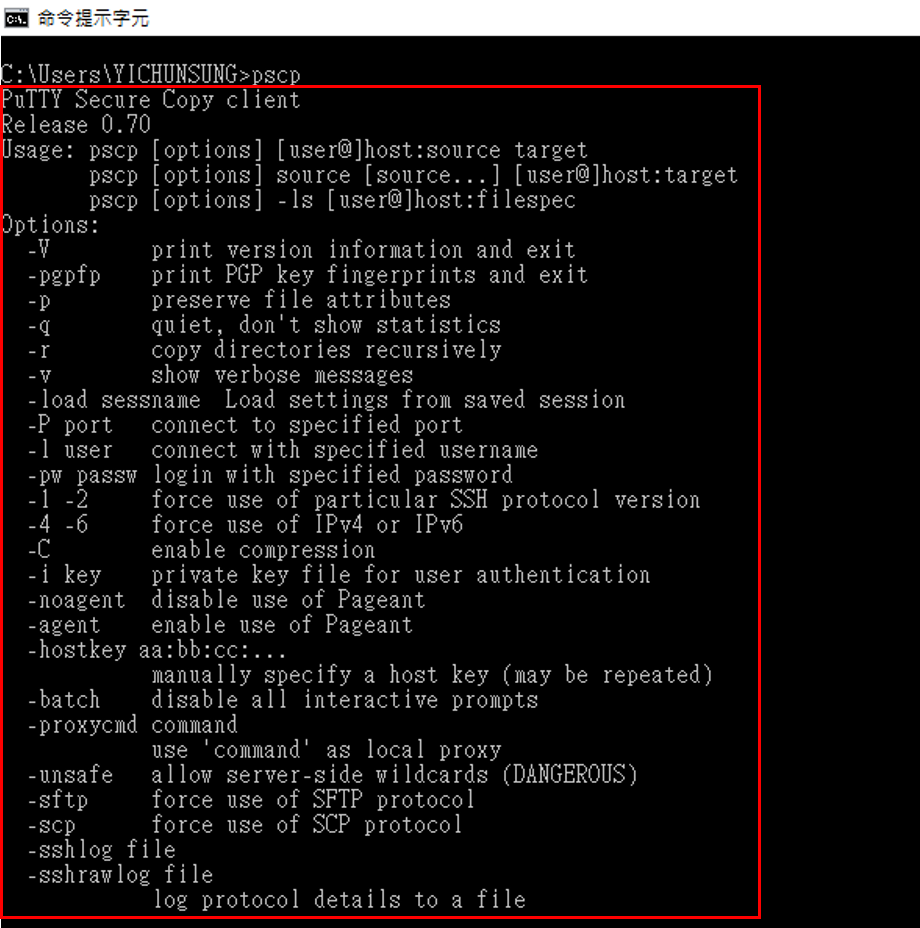 命令提示字元
C:\Users\YICHUNSUNG>pscp
PuTTY Secure Copy client
Release 0.70
Usage: pscp [options] [user@]host:source target
       pscp [options] source [source...] [user@]host:target
       pscp [options] -ls [user@]host:filespec
Options:
  -V        print version information and exit
  -pgpfp    print PGP key fingerprints and exit
  -p        preserve file attributes
  -q        quiet, don't show statistics
  -r        copy directories recursively
  -v        show verbose messages
  -load sessname  Load settings from saved session
  -P port   connect to specified port
  -l user   connect with specified username
  -pw passw login with specified password
  -1 -2     force use of particular SSH protocol version
  -4 -6     force use of IPv4 or IPv6
  -C        enable compression
  -i key    private key file for user authentication
  -noagent  disable use of Pageant
  -agent    enable use of Pageant
  -hostkey aa:bb:cc:...
            manually specify a host key (may be repeated)
  -batch    disable all interactive prompts
  -proxycmd command
            use 'command' as local proxy
  -unsafe   allow server-side wildcards (DANGEROUS)
  -sftp     force use of SFTP protocol
  -scp      force use of SCP protocol
  -sshlog file
  -sshrawlog file
            log protocol details to a file